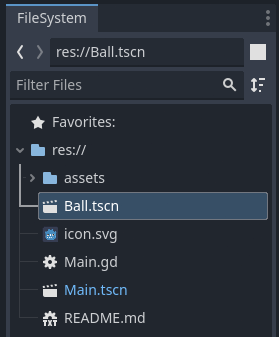 FileSystem
res://Ball.tscn
Filter Files
Favorites:
res://
assets
Ball.tscn
icon.svg
Main.gd
Main.tscn
README.md